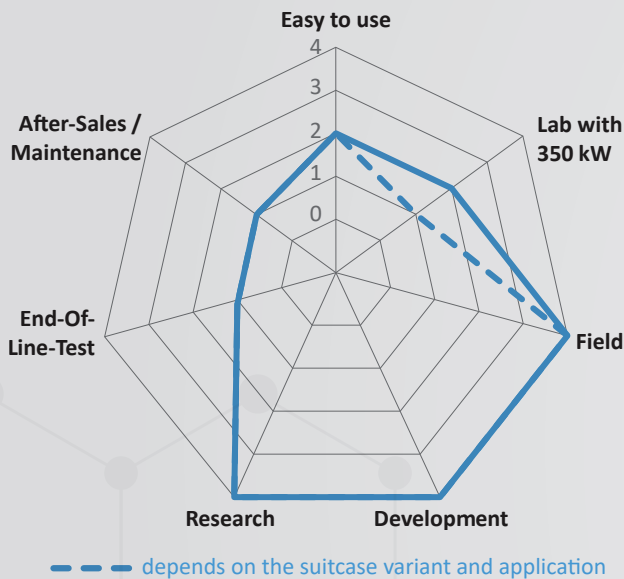 Easy to use
4
3
2
1
0
After-Sales /
Maintenance
Lab with
350 kW
End-Of-
Line-Test
Field
Research
Development
depends on the suitcase variant and application